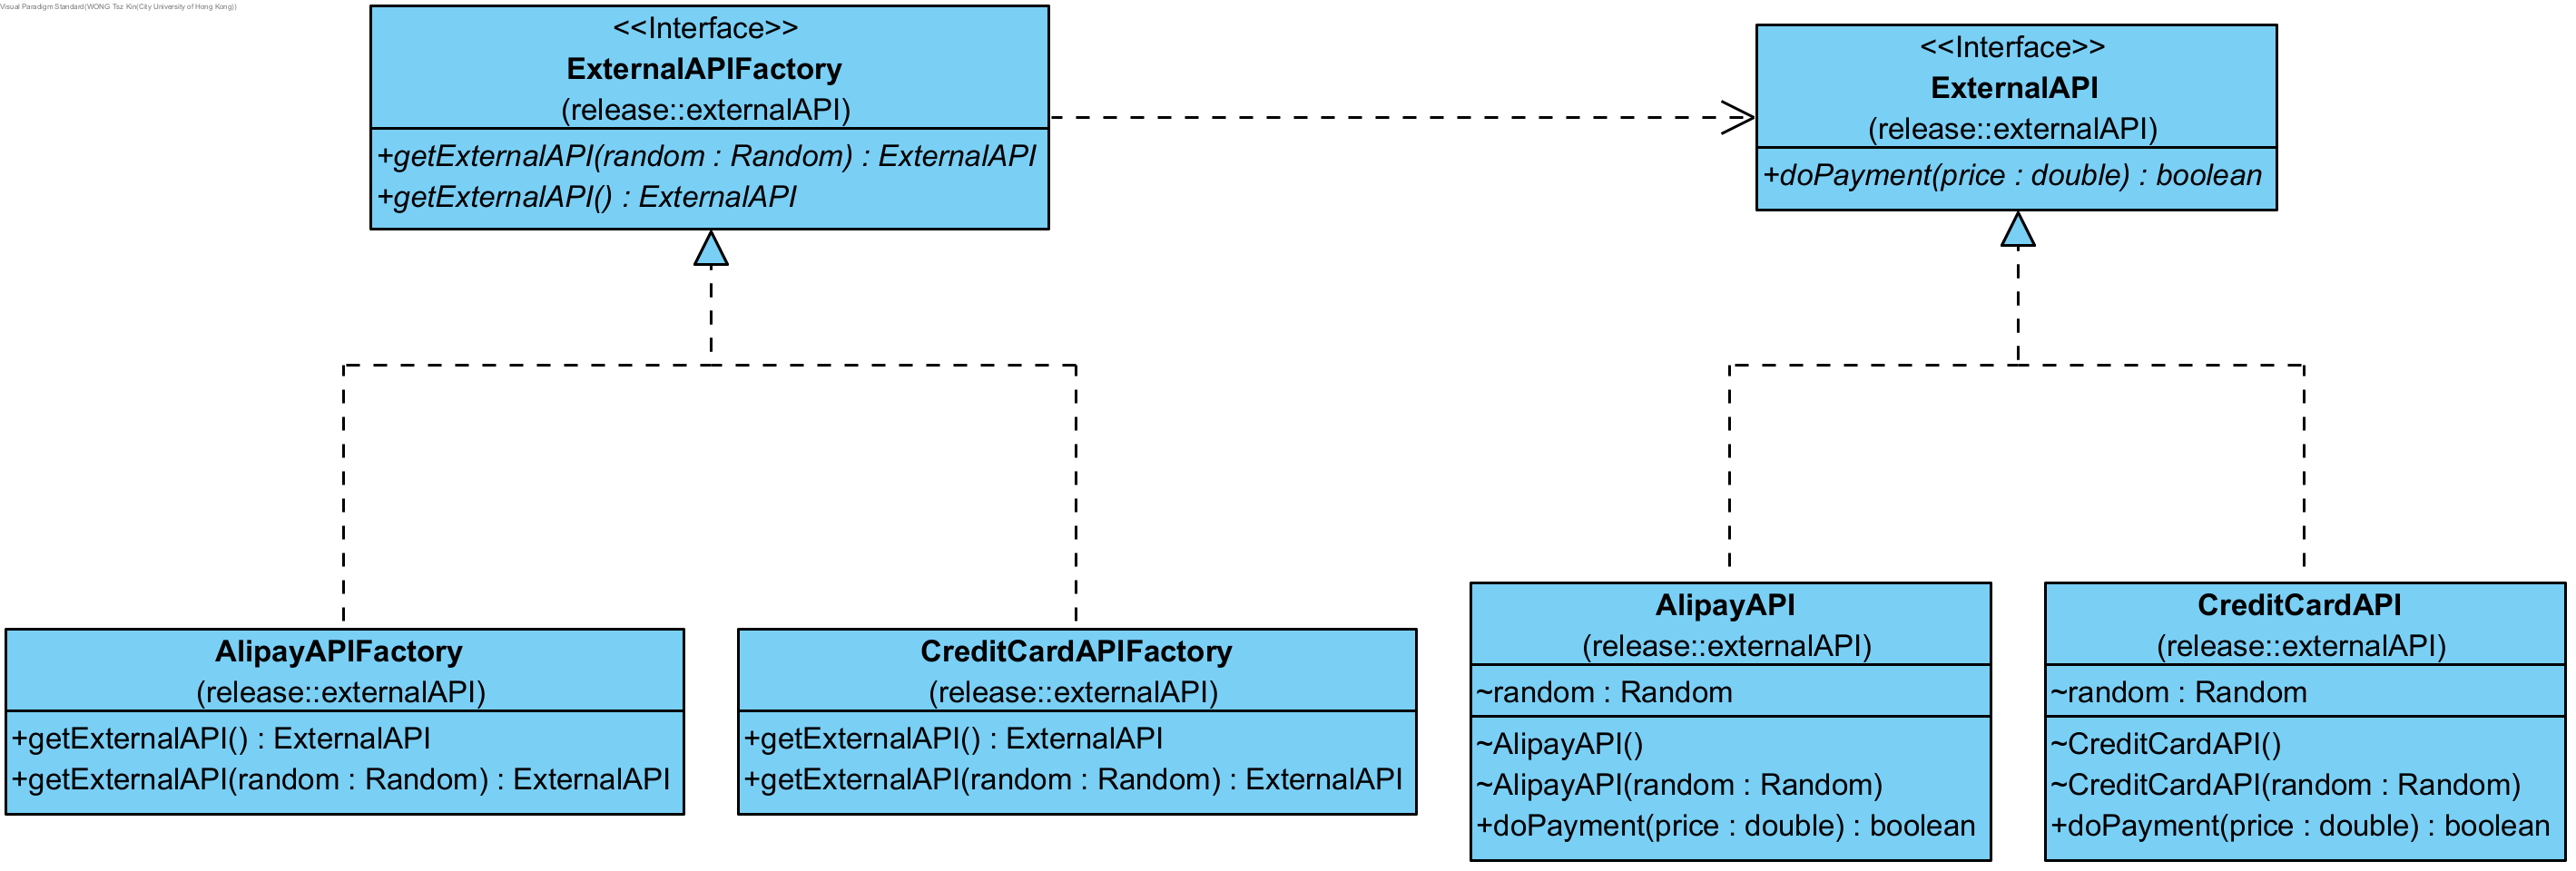 Visual Paradigm Standard(WONG Tsz Kin(City University of Hong Kong))
<<Interface>>
ExternalAPIFactory
(release::externalAPI)
+getExternalAPI(random : Random) : ExternalAPI
+getExternalAPI() : ExternalAPI
<<Interface>>
ExternalAPI
(release::externalAPI)
+doPayment(price : double) : boolean
AlipayAPIFactory
(release::externalAPI)
+getExternalAPI() : ExternalAPI
+getExternalAPI(random : Random) : ExternalAPI
CreditCardAPIFactory
(release::externalAPI)
+getExternalAPI() : ExternalAPI
+getExternalAPI(random : Random) : ExternalAPI
AlipayAPI
(release::externalAPI)
~random : Random
~AlipayAPI()
~AlipayAPI(random : Random)
+doPayment(price : double) : boolean
CreditCardAPI
(release::externalAPI)
~random : Random
~CreditCardAPI()
~CreditCardAPI(random : Random)
+doPayment(price : double) : boolean